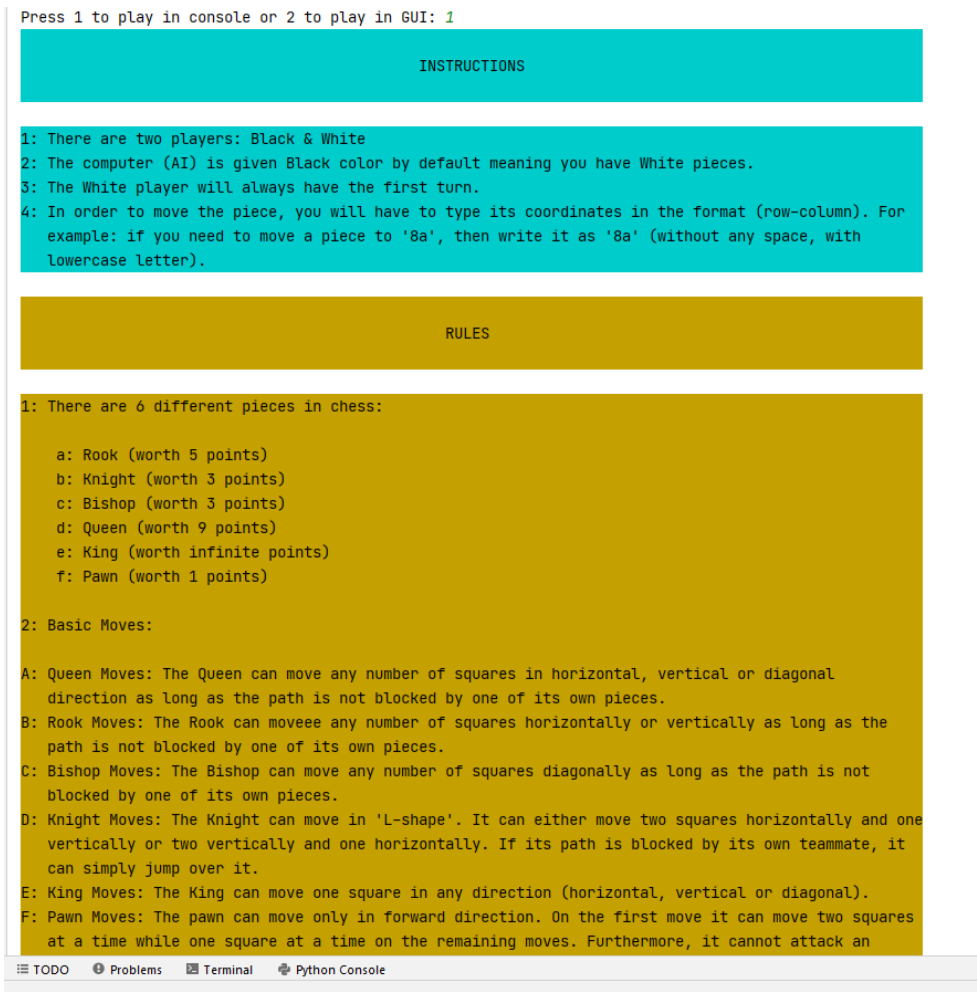 Press 1 to play in console or 2 to play in GUI: 1
INSTRUCTIONS
1: There are two players: Black & White
2: The computer (AI) is given Black color by default meaning you have White pieces.
3: The White player will always have the first turn.
4: In order to move the piece, you will have to type its coordinates in the format (row-column). For
example: if you need to move a piece to '8a', then write it as '8a' (without any space, with
lowercase letter).
RULES
1: There are 6 different pieces in chess:
a: Rook (worth 5 points)
b: Knight (worth 3 points)
c: Bishop (worth 3 points)
d: Queen (worth 9 points)
e: King (worth infinite points)
f: Pawn (worth 1 points)
2: Basic Moves:
A: Queen Moves: The Queen can move any number of squares in horizontal, vertical or diagonal
direction as long as the path is not blocked by one of its own pieces.
B: Rook Moves: The Rook can moveee any number of squares horizontally or vertically as long as the
path is not blocked by one of its own pieces.
C: Bishop Moves: The Bishop can move any number of squares diagonally as long as the path is not
blocked by one of its own pieces.
D: Knight Moves: The Knight can move in 'L-shape'. It can either move two squares horizontally and one
vertically or two vertically and one horizontally. If its path is blocked by its own teammate, it
can simply jump over it.
E: King Moves: The King can move one square in any direction (horizontal, vertical or diagonal).
F: Pawn Moves: The pawn can move only in forward direction. On the first move it can move two squares
at a time while one square at a time on the remaining moves. Furthermore, it cannot attack an
TODO Problems Terminal Python Console